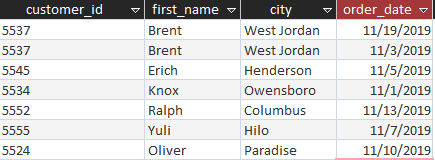 customer_id first_name city order_date
5537 Brent West Jordan 11/19/2019
5537 Brent West Jordan 11/3/2019
5545 Erich Henderson 11/5/2019
5534 Knox Owensboro 11/1/2019
5552 Ralph Columbus 11/13/2019
5555 Yuli Hilo 11/7/2019
5524 Oliver Paradise 11/10/2019